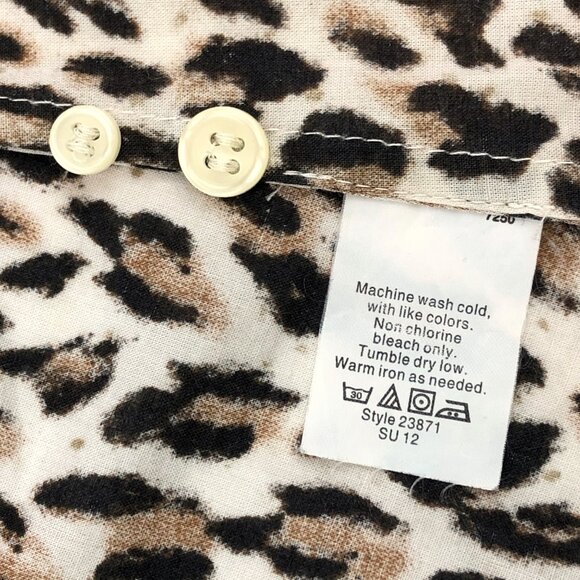 7250
Machine wash cold,
with like colors.
Non chlorine
bleach only.
Tumble dry low.
Warm iron as needed.
30
Style 23871
SU 12